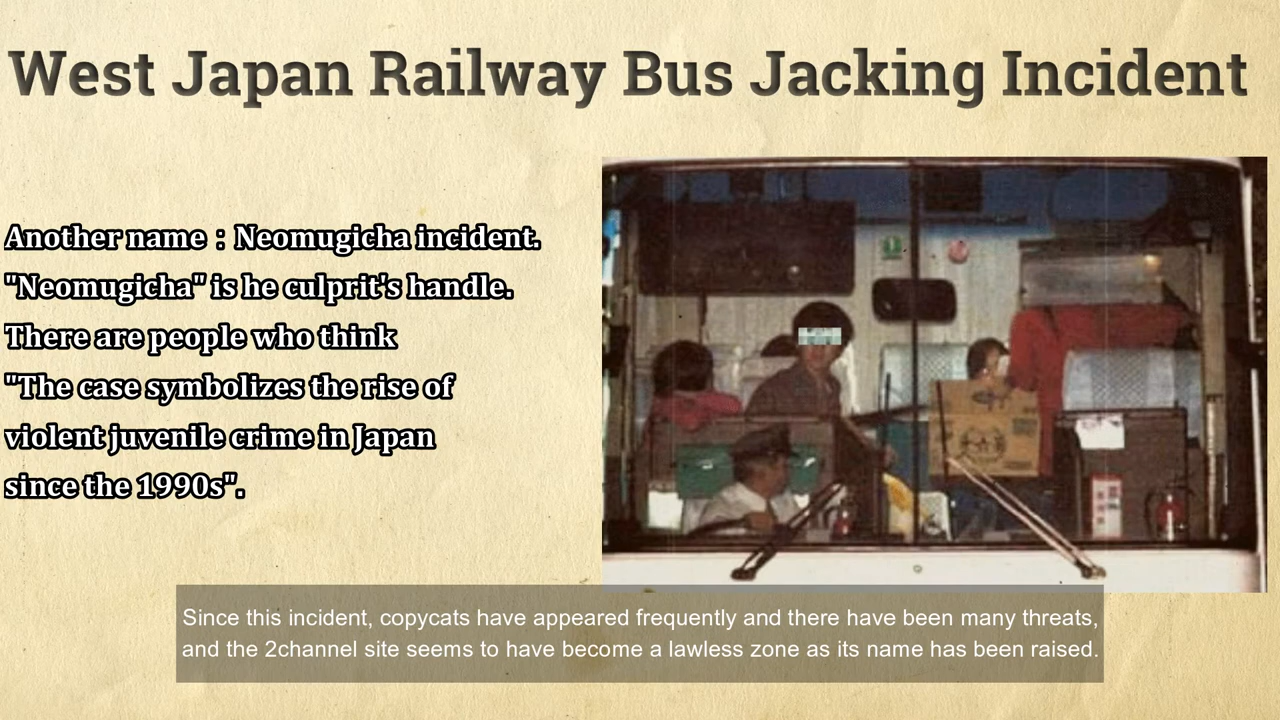 West Japan Railway Bus Jacking Incident
Another name：Neomugicha incident.
"Neomugicha" is he culprit's handle.
There are people who think
"The case symbolizes the rise of
violent juvenile crime in Japan
since the 1990s".
Since this incident, copycats have appeared frequently and there have been many threats,
and the 2channel site seems to have become a lawless zone as its name has been raised.